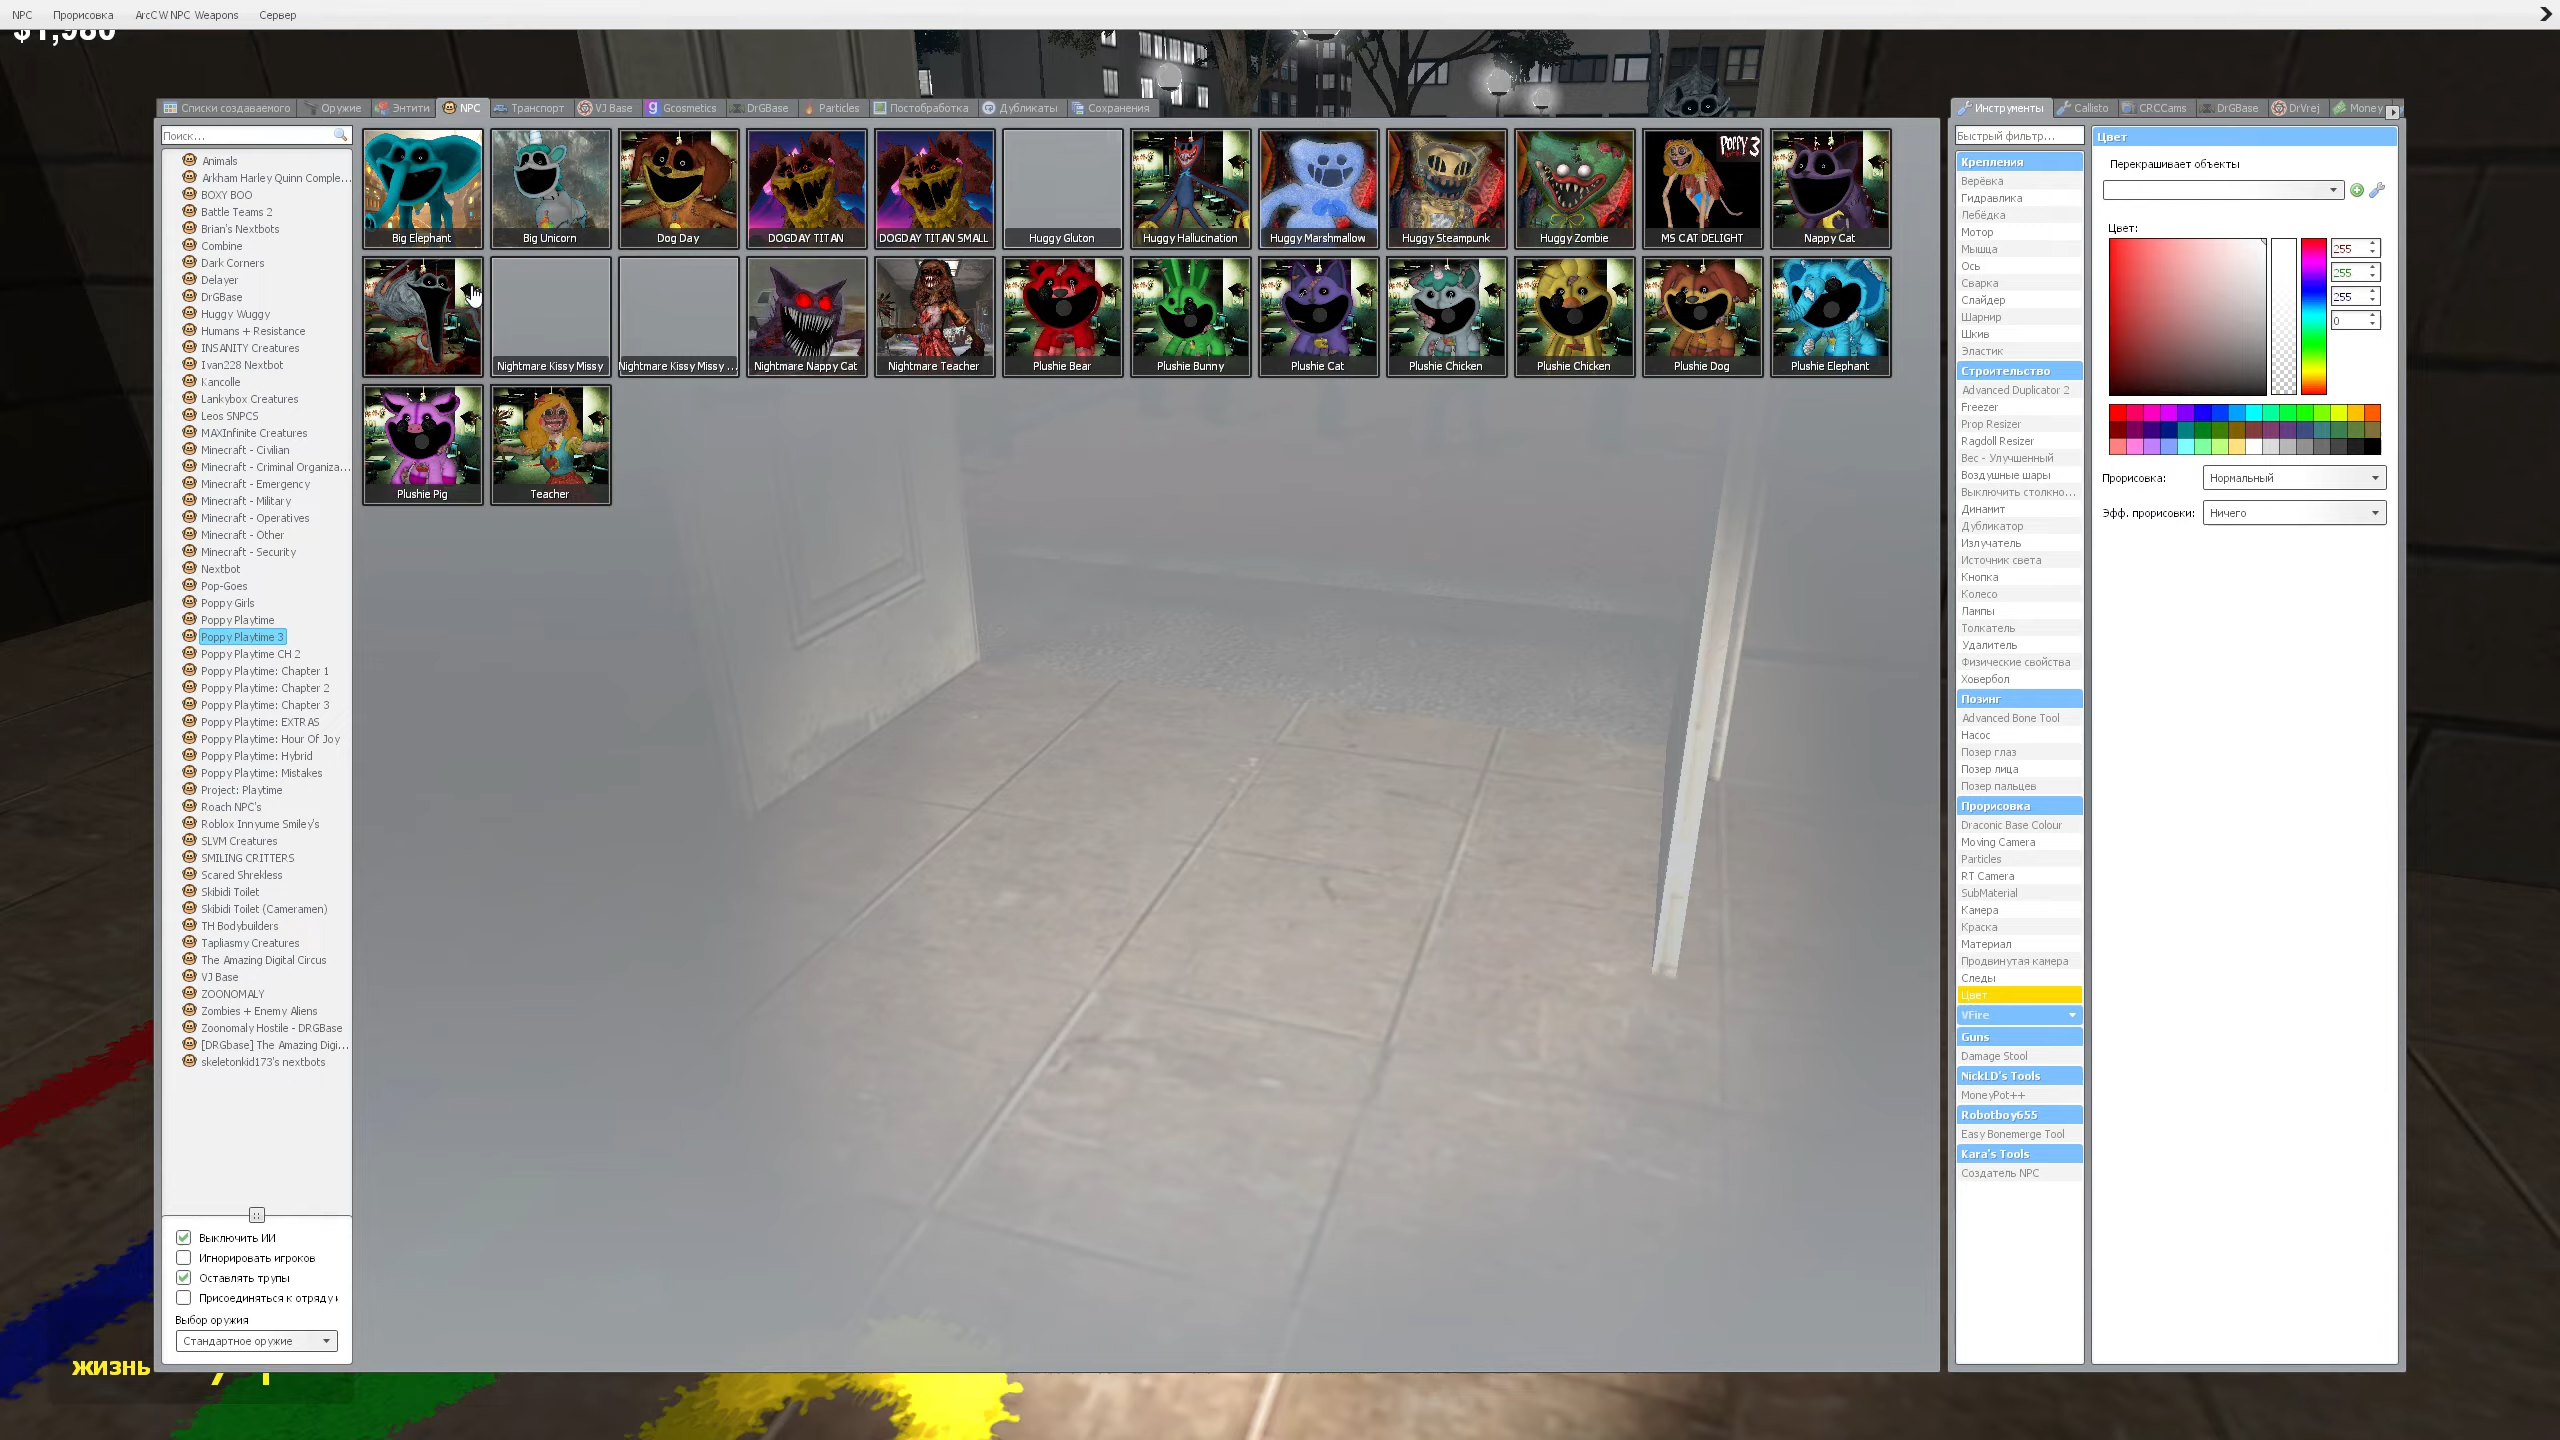 NPC Прорисовка ArcCW NPC Weapons Сервер
$1,980
Списки создаваемого Оружие Энтити NPC Транспорт VJ Base Gcosmetics DrGBase Particles Постобработка Дубликаты Сохранения
Поиск...
Animals
Arkham Harley Quinn Comple...
BOXY BOO
Battle Teams 2
Brian's Nextbots
Combine
Dark Corners
Delayer
DrGBase
Huggy Wuggy
Humans + Resistance
INSANITY Creatures
Ivan228 Nextbot
Kancolle
Lankybox Creatures
Leos SNPCS
MAXInfinite Creatures
Minecraft - Civilian
Minecraft - Criminal Organiza...
Minecraft - Emergency
Minecraft - Military
Minecraft - Operatives
Minecraft - Other
Minecraft - Security
Nextbot
Pop-Goes
Poppy Girls
Poppy Playtime
Poppy Playtime 3
Poppy Playtime CH 2
Poppy Playtime: Chapter 1
Poppy Playtime: Chapter 2
Poppy Playtime: Chapter 3
Poppy Playtime: EXTRAS
Poppy Playtime: Hour Of Joy
Poppy Playtime: Hybrid
Poppy Playtime: Mistakes
Project: Playtime
Roach NPC's
Roblox Innyume Smiley's
SLVM Creatures
SMILING CRITTERS
Scared Shrekless
Skibidi Toilet
Skibidi Toilet (Cameramen)
TH Bodybuilders
Tapliasmy Creatures
The Amazing Digital Circus
VJ Base
ZOONOMALY
Zombies + Enemy Aliens
Zoonomaly Hostile - DRGBase
[DRGbase] The Amazing Digi...
skeletonkid173's nextbots
Выключить ИИ
Игнорировать игроков
Оставлять трупы
Присоединяться к отряду
Выбор оружия
Стандартное оружие
жизнь
POPPY 3
Big Elephant Big Unicorn Dog Day DOGDAY TITAN DOGDAY TITAN SMALL Huggy Gluton Huggy Hallucination Huggy Marshmallow Huggy Steampunk Huggy Zombie MS CAT DELIGHT Nappy Cat
Nightmare Kissy Missy Nightmare Kissy Missy ... Nightmare Nappy Cat Nightmare Teacher Plushie Bear Plushie Bunny Plushie Cat Plushie Chicken Plushie Chicken Plushie Dog Plushie Elephant
Plushie Pig Teacher
Инструменты Callisto CRCCams DrGBase DrVrej Money
Быстрый фильтр...
Крепления
Верёвка
Гидравлика
Лебёдка
Мотор
Мышца
Ось
Сварка
Слайдер
Шарнир
Шкив
Эластик
Строительство
Advanced Duplicator 2
Freezer
Prop Resizer
Ragdoll Resizer
Вес - Улучшенный
Воздушные шары
Выключить столкно...
Динамит
Дубликатор
Излучатель
Источник света
Кнопка
Колесо
Лампы
Толкатель
Удалитель
Физические свойства
Ховербол
Позинг
Advanced Bone Tool
Насос
Позер глаз
Позер лица
Позер пальцев
Прорисовка
Draconic Base Colour
Moving Camera
Particles
RT Camera
SubMaterial
Камера
Краска
Материал
Продвинутая камера
Следы
Цвет
VFire
Guns
Damage Stool
NickLD's Tools
MoneyPot++
Robotboy655
Easy Bonemerge Tool
Kara's Tools
Создатель NPC
Цвет
Перекрашивает объекты
Цвет:
255
255
255
0
Прорисовка: Нормальный
Эфф. прорисовки: Ничего